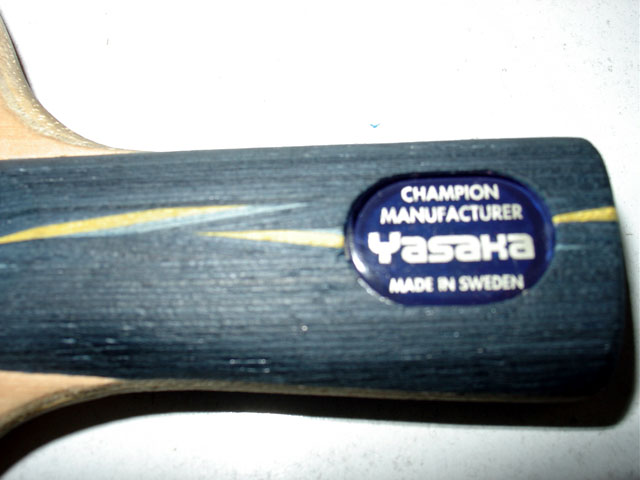 CHAMPION
MANUFACTURER
Yasaka
MADE IN SWEDEN